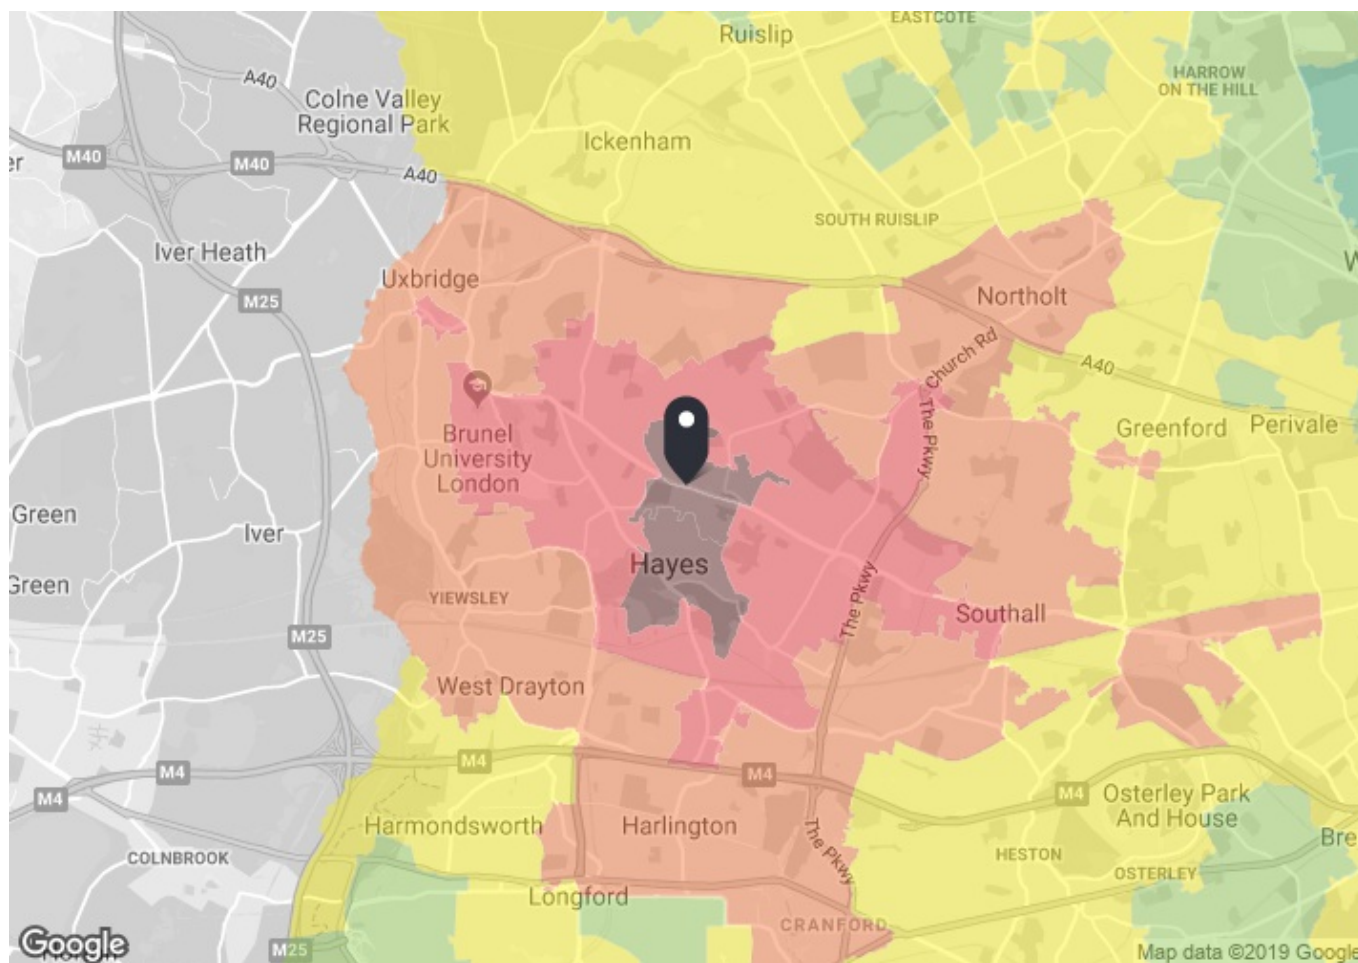 EASTCOTE
Ruislip
A40
Colne Valley
Regional Park
HARROW
ON THE HILL
Ickenham
M40
M40
A40
er
SOUTH RUISLIP
Iver Heath
Uxbridge
M25
Northolt
W
Church Rd
A40
The Pkwy
Brunel
University
London
Greenford
Perivale
Green
Iver
Hayes
Green
YIEWSLEY
The Pkwy
Southall
M25
West Drayton
M4
M4
M4
M4
M4
Osterley Park
And House
Harmondsworth
Harlington
The Pkwy
Bre
COLNBROOK
HESTON
OSTERLEY
Longford
CRANFORD
Google
M25
Map data ©2019 Google